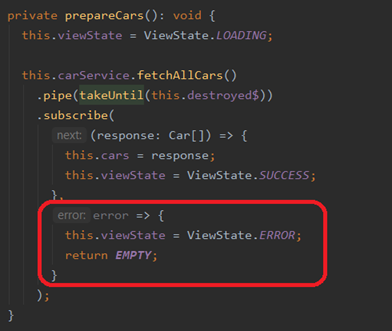 private prepareCars(): void {
this.viewState = ViewState.LOADING;
this.carService.fetchAllCars()
.pipe(takeUntil(this.destroyed$))
.subscribe(
next: (response: Car[]) => {
this.cars = response;
this.viewState = ViewState.SUCCESS;
},
error: error => {
this.viewState = ViewState.ERROR;
return EMPTY;
}
);
}